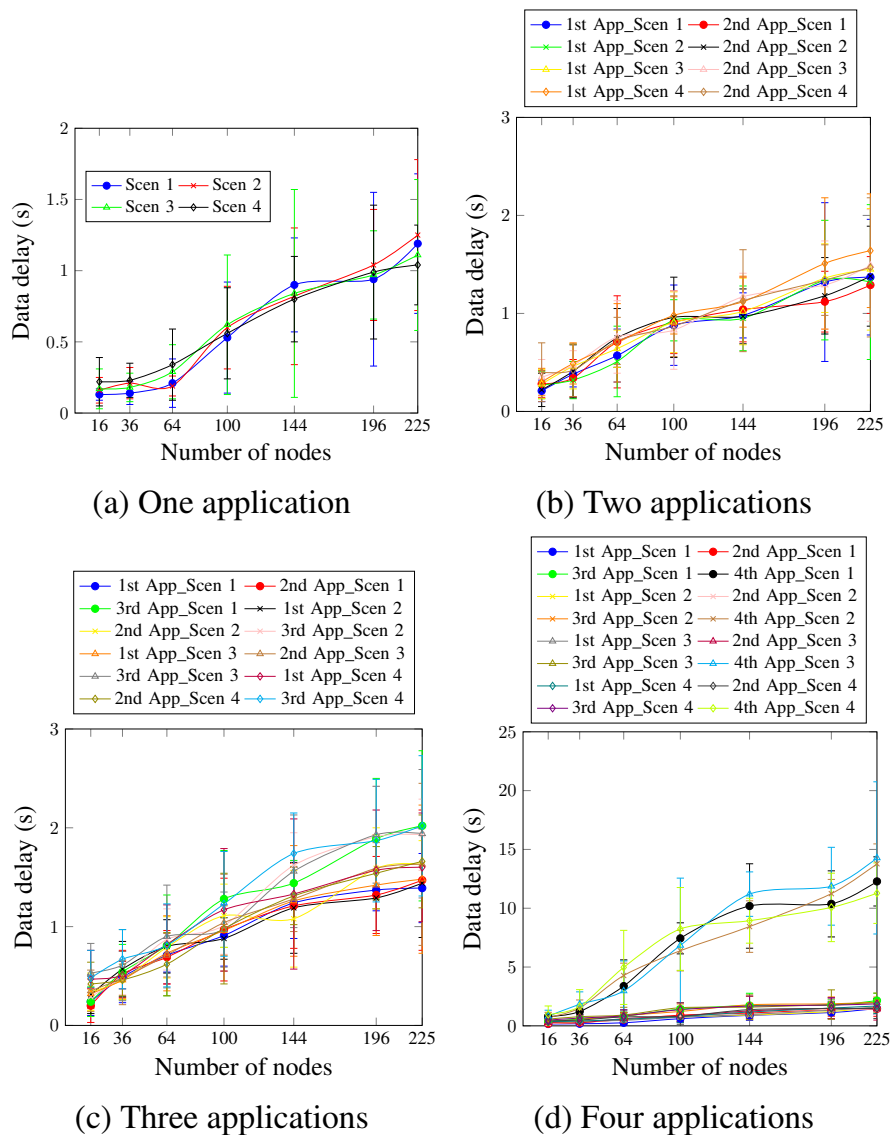 1st App_Scen 1 2nd App_Scen 1
1st App_Scen 2 2nd App_Scen 2
1st App_Scen 3 2nd App_Scen 3
1st App_Scen 4 2nd App_Scen 4
2
1.5
1
0.5
0
Data delay (s)
Scen 1 Scen 2
Scen 3 Scen 4
16 36 64 100 144 196 225
Number of nodes
(a) One application
3
2
1
0
Data delay (s)
16 36 64 100 144 196 225
Number of nodes
(b) Two applications
1st App_Scen 1 2nd App_Scen 1
3rd App_Scen 1 1st App_Scen 2
2nd App_Scen 2 3rd App_Scen 2
1st App_Scen 3 2nd App_Scen 3
3rd App_Scen 3 1st App_Scen 4
2nd App_Scen 4 3rd App_Scen 4
3
2
1
0
Data delay (s)
16 36 64 100 144 196 225
Number of nodes
(c) Three applications
1st App_Scen 1 2nd App_Scen 1
3rd App_Scen 1 4th App_Scen 1
1st App_Scen 2 2nd App_Scen 2
3rd App_Scen 2 4th App_Scen 2
1st App_Scen 3 2nd App_Scen 3
3rd App_Scen 3 4th App_Scen 3
1st App_Scen 4 2nd App_Scen 4
3rd App_Scen 4 4th App_Scen 4
25
20
15
10
5
0
Data delay (s)
16 36 64 100 144 196 225
Number of nodes
(d) Four applications